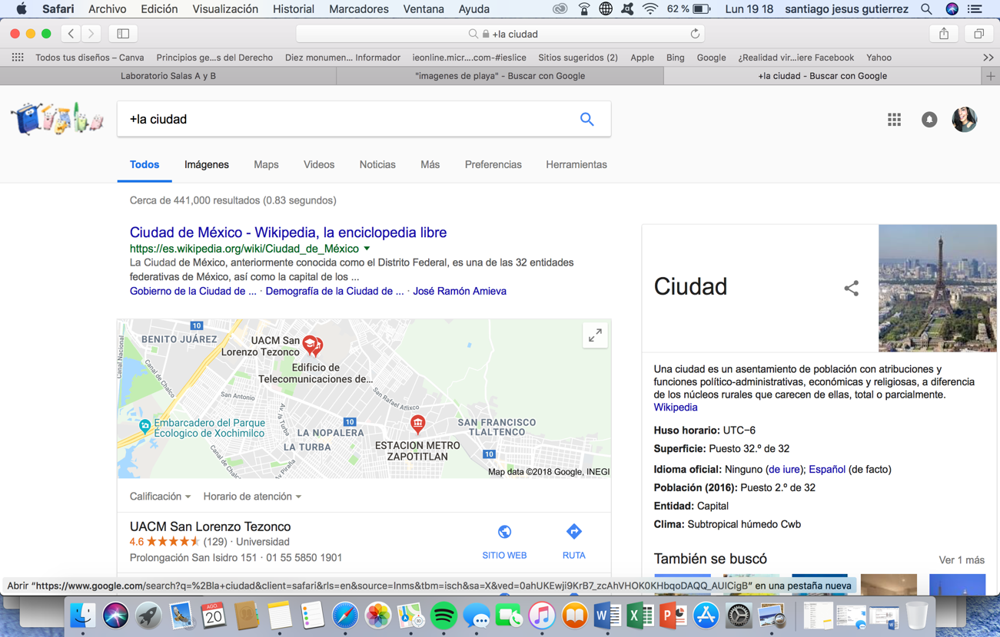 Safari Archivo Edición Visualización Historial Marcadores Ventana Ayuda 62 % Lun 19 18 santiago jesus gutierrez
+la ciudad
Todos tus diseños – Canva Principios ge...s del Derecho Diez monumen... Informador ieonline.micr....com-#ieslice Sitios sugeridos (2) Apple Bing Google ¿Realidad vir...iere Facebook Yahoo
Laboratorio Salas A y B "imagenes de playa" - Buscar con Google +la ciudad - Buscar con Google
+la ciudad
Todos Imágenes Maps Videos Noticias Más Preferencias Herramientas
Cerca de 441,000 resultados (0.83 segundos)
Ciudad de México - Wikipedia, la enciclopedia libre
https://es.wikipedia.org/wiki/Ciudad_de_México
La Ciudad de México, anteriormente conocida como el Distrito Federal, es una de las 32 entidades
federativas de México, así como la capital de los ...
Gobierno de la Ciudad de ... · Demografía de la Ciudad de ... · José Ramón Amieva
10
BENITO JUÁREZ
UACM San
Lorenzo Tezonco
Canal Nacional
Edificio de
Telecomunicaciones de...
Canal de Chalco
San Antonio
San Rafael Atlixco
Av. la Turba
Embarcadero del Parque
Ecológico de Xochimilco
10
LA NOPALERA
LA TURBA
SAN FRANCISCO
TLALTENCO
ESTACION METRO
ZAPOTITLAN
10
Canal de Chalco
Av Piraña
Map data ©2018 Google, INEGI
Calificación Horario de atención
UACM San Lorenzo Tezonco
4.6 (129) · Universidad
Prolongación San Isidro 151 · 01 55 5850 1901
SITIO WEB RUTA
Ciudad
Una ciudad es un asentamiento de población con atribuciones y
funciones político-administrativas, económicas y religiosas, a diferencia
de los núcleos rurales que carecen de ellas, total o parcialmente.
Wikipedia
Huso horario: UTC−6
Superficie: Puesto 32.º de 32
Idioma oficial: Ninguno (de iure); Español (de facto)
Población (2016): Puesto 2.º de 32
Entidad: Capital
Clima: Subtropical húmedo Cwb
También se buscó Ver 1 más
Abrir "https://www.google.com/search?q=%2Bla+ciudad&client=safari&rls=en&source=lnms&tbm=isch&sa=X&ved=0ahUKEwji9KrB7_zcAhVHOK0KHbqoDAQQ_AUICigB" en una pestaña nueva
AGO.
20